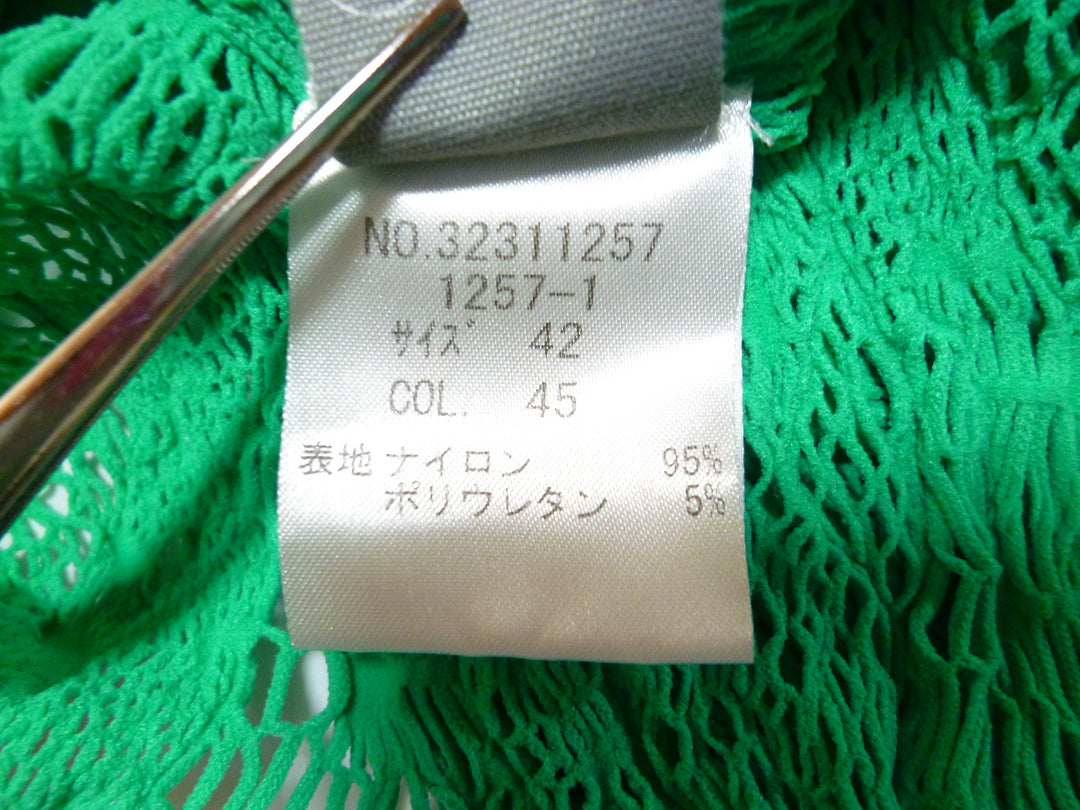 NO.32311257
1257-1
サイズ 42
COL. 45
表地 ナイロン 95%
ポリウレタン 5%